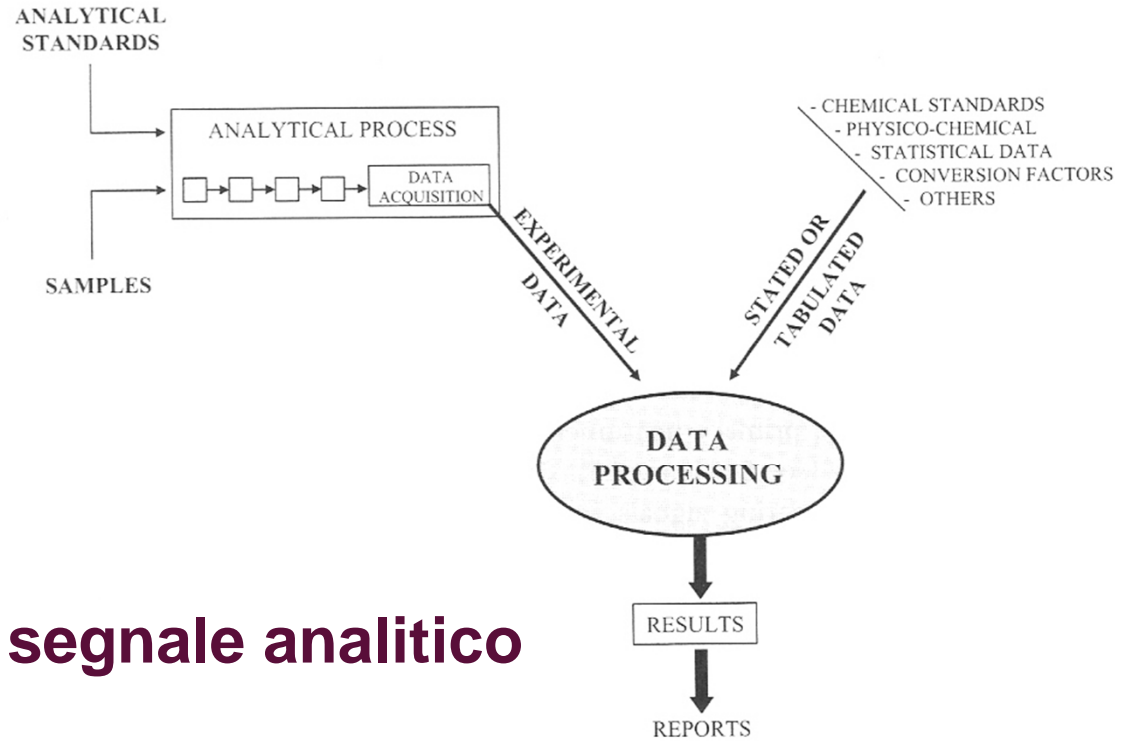 ANALYTICAL
STANDARDS
ANALYTICAL PROCESS
DATA
ACQUISITION
SAMPLES
- CHEMICAL STANDARDS
- PHYSICO-CHEMICAL
- STATISTICAL DATA
- CONVERSION FACTORS
- OTHERS
EXPERIMENTAL
DATA
STATED OR
TABULATED
DATA
DATA
PROCESSING
RESULTS
segnale analitico
REPORTS